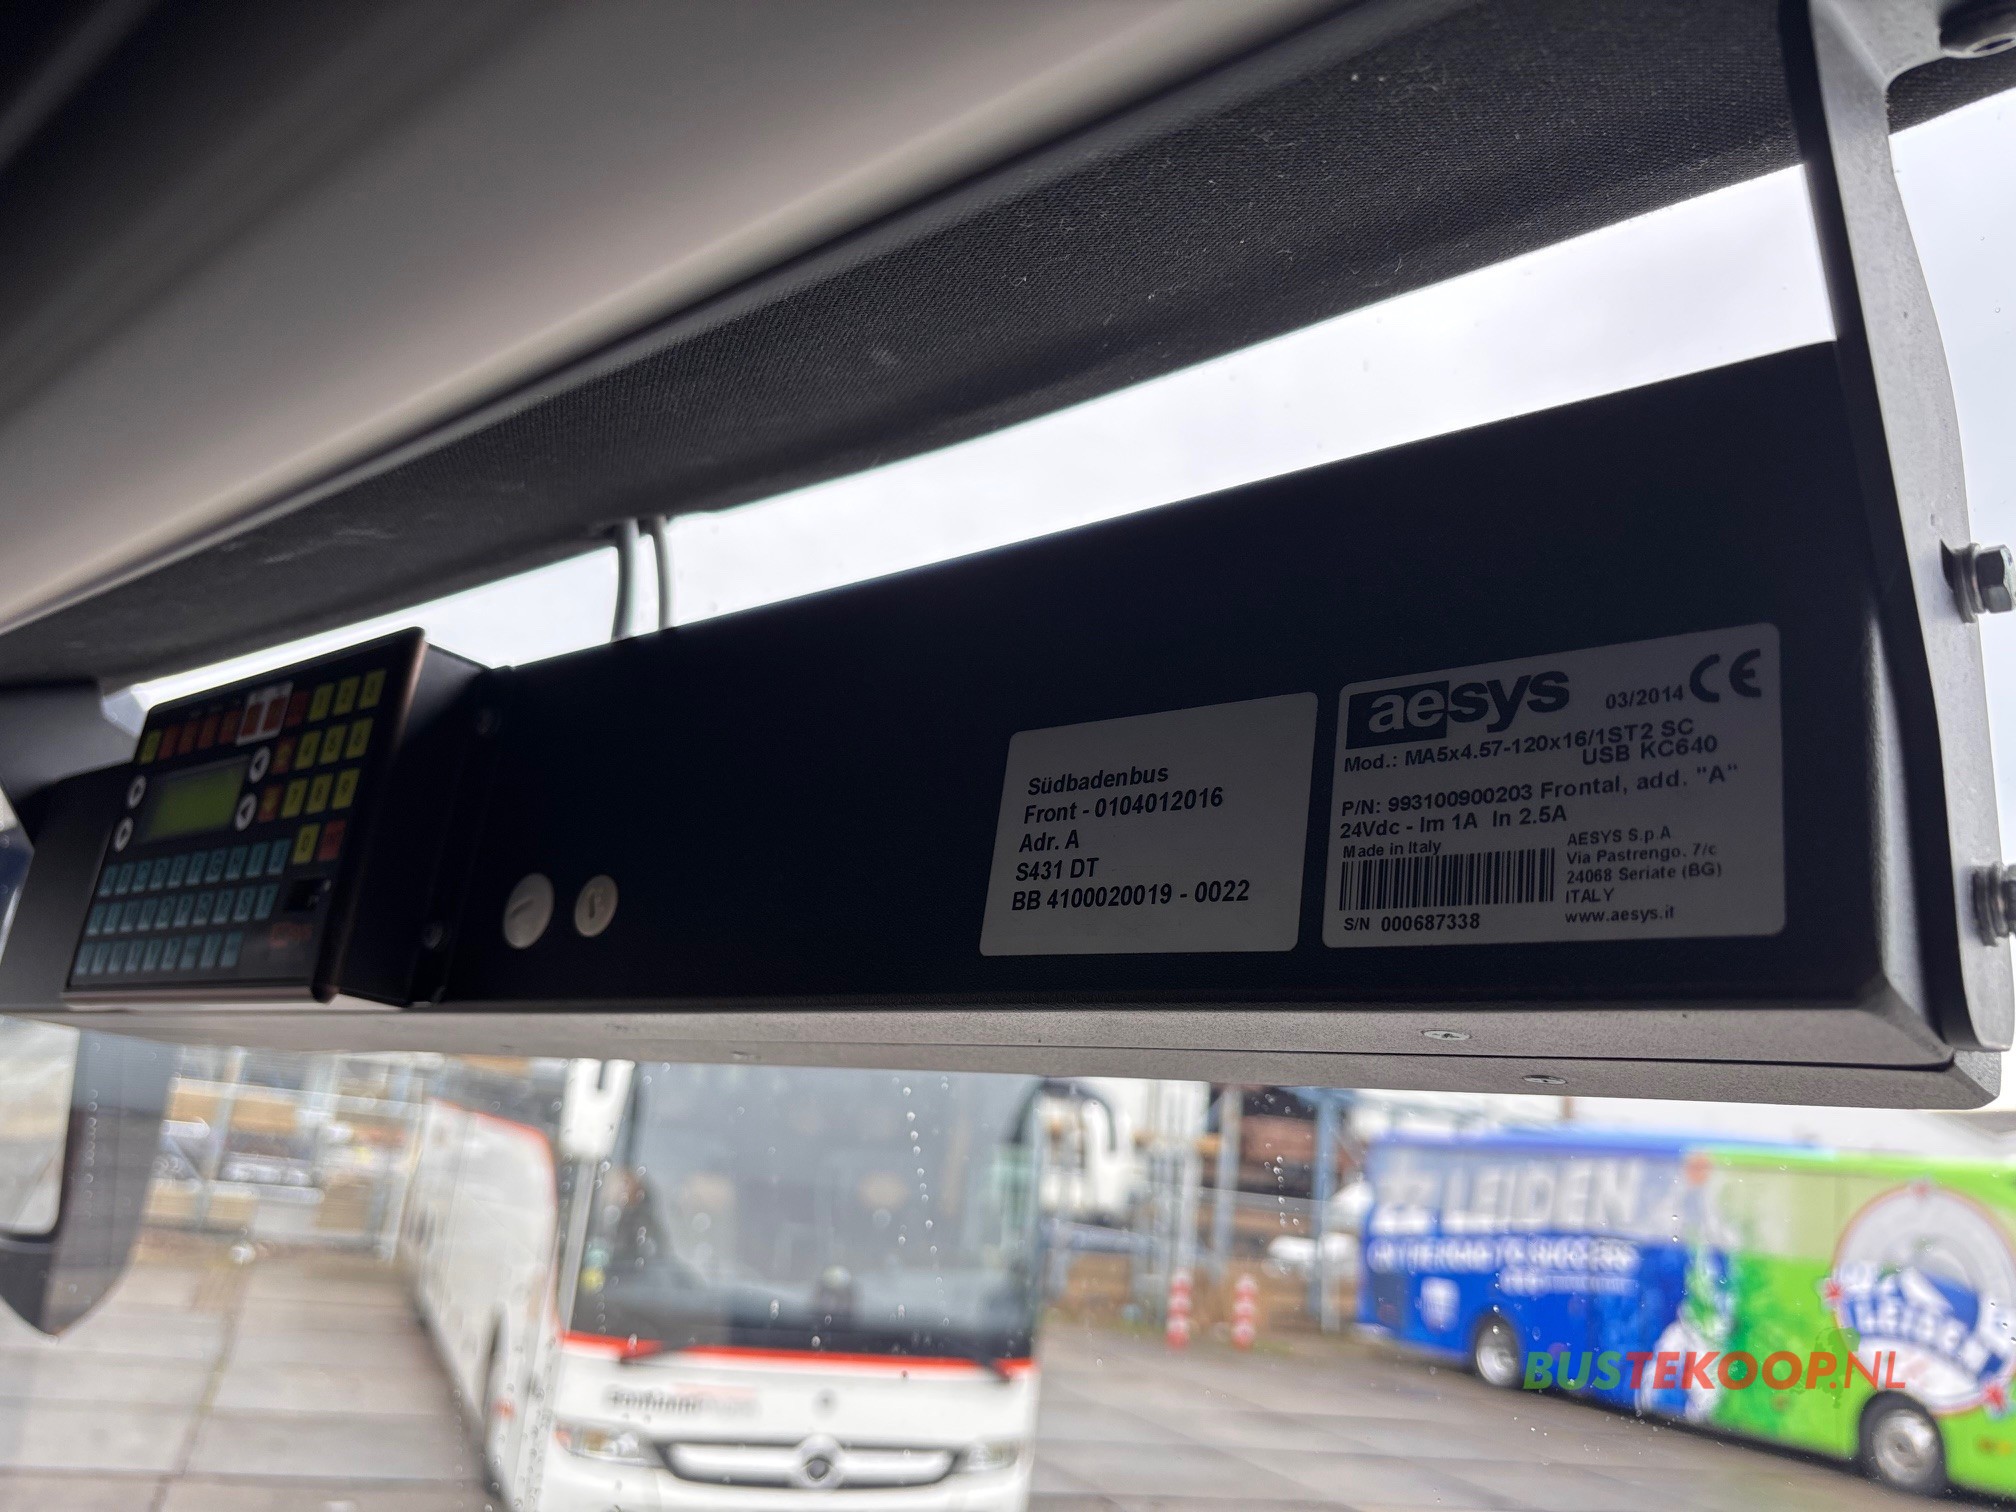 Südbadenbus
Front - 0104012016
Adr. A
S431 DT
BB 4100020019 - 0022
aesys 03/2014 CE
Mod.: MA5x4.57-120x16/1ST2 SC
USB KC640
P/N: 993100900203 Frontal, add. "A"
24Vdc - Im 1A In 2.5A
Made in Italy
S/N 000687338
AESYS S.p.A
Via Pastrengo, 7/c
24068 Seriate (BG)
ITALY
www.aesys.it
LEIDEN
BUSTEKOOP.NL